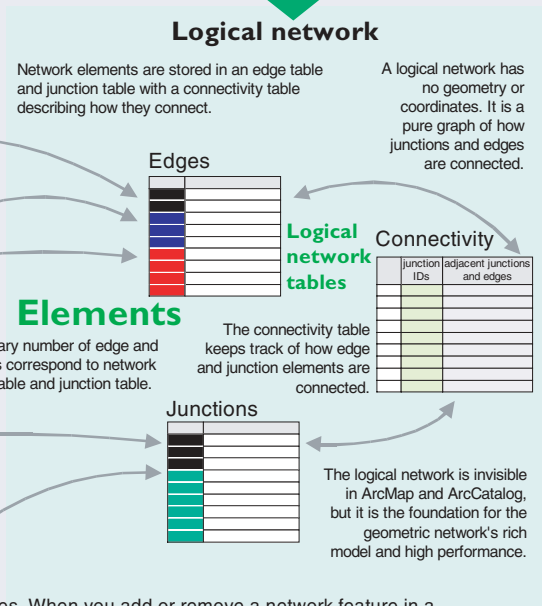 Logical network
Network elements are stored in an edge table
and junction table with a connectivity table
describing how they connect.
A logical network has
no geometry or
coordinates. It is a
pure graph of how
junctions and edges
are connected.
Edges
Logical
network
tables
Connectivity
junction
IDs
adjacent junctions
and edges
Elements
ary number of edge and
s correspond to network
able and junction table.
The connectivity table
keeps track of how edge
and junction elements are
connected.
Junctions
The logical network is invisible
in ArcMap and ArcCatalog,
but it is the foundation for the
geometric network's rich
model and high performance.
es. When you add or remove a network feature in a